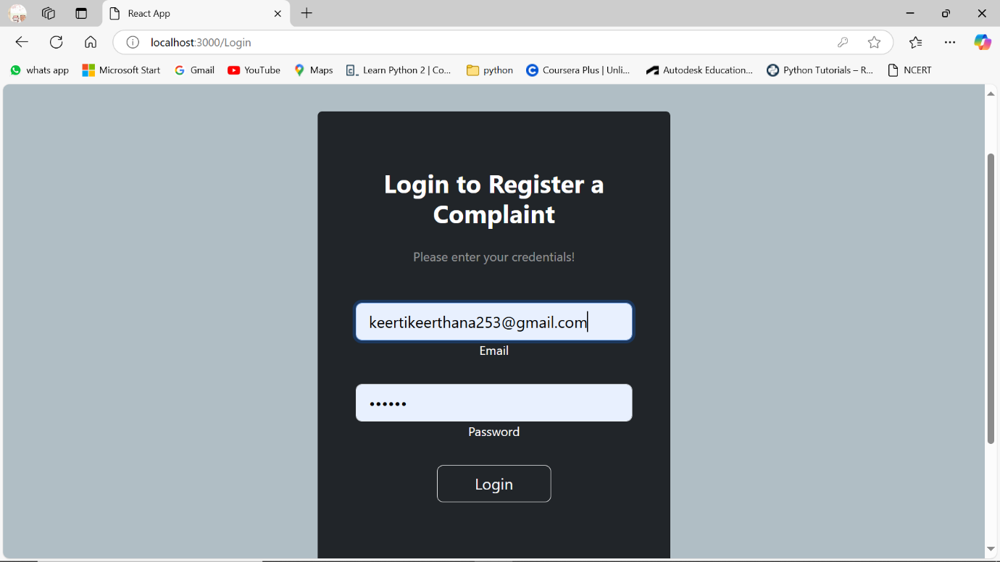 React App
localhost:3000/Login
whats app Microsoft Start Gmail YouTube Maps Learn Python 2 | Co... python Coursera Plus | Unli... Autodesk Education... Python Tutorials – R... NCERT
Login to Register a
Complaint
Please enter your credentials!
keertikeerthana253@gmail.com
Email
••••••
Password
Login